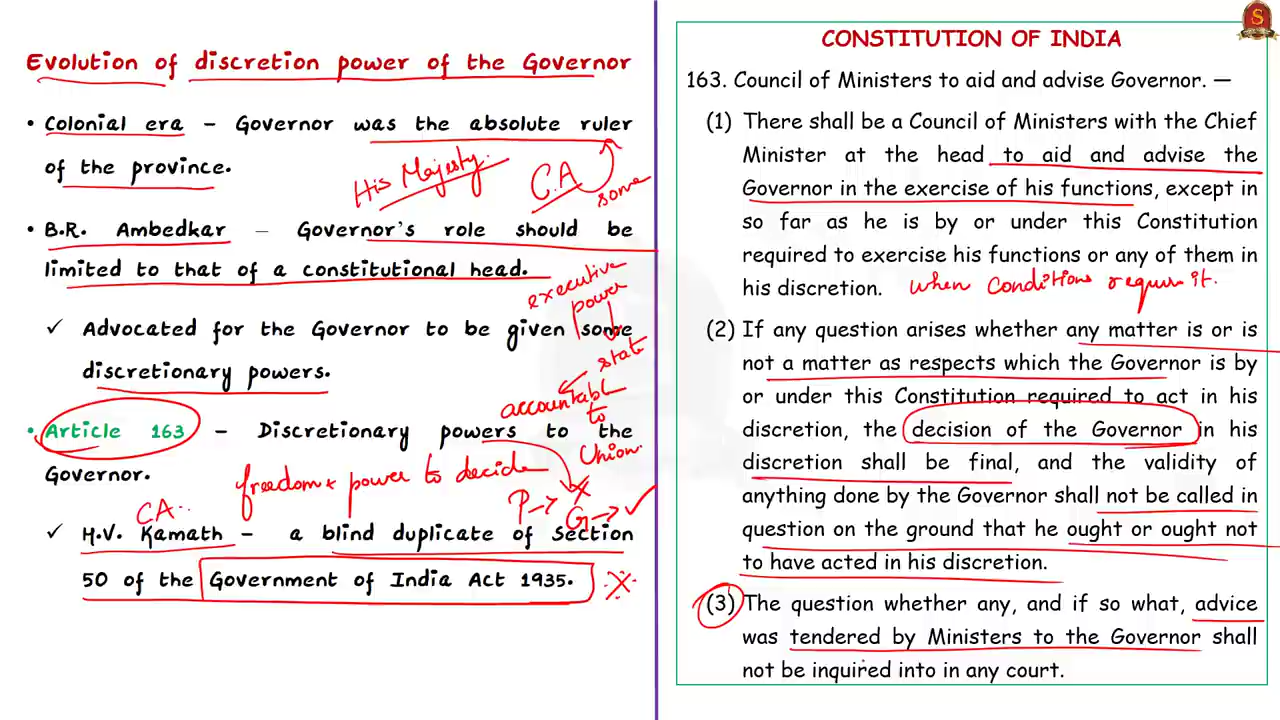 Evolution of discretion power of the Governor
• Colonial era – Governor was the absolute ruler
of the province.
His Majesty.
C.A
some
• B.R. Ambedkar – Governor's role should be
limited to that of a constitutional head.
executive
power
✓ Advocated for the Governor to be given some
state
discretionary powers.
accountable
to
Union.
• Article 163 – Discretionary powers to the
Governor.
freedom + power to decide
P → X
G → ✓
CA..
✓ H.V. Kamath – a blind duplicate of Section
50 of the Government of India Act 1935.
S
CONSTITUTION OF INDIA
163. Council of Ministers to aid and advise Governor. —
(1) There shall be a Council of Ministers with the Chief
Minister at the head to aid and advise the
Governor in the exercise of his functions, except in
so far as he is by or under this Constitution
required to exercise his functions or any of them in
his discretion. when conditions require it.
(2) If any question arises whether any matter is or is
not a matter as respects which the Governor is by
or under this Constitution required to act in his
discretion, the decision of the Governor in his
discretion shall be final, and the validity of
anything done by the Governor shall not be called in
question on the ground that he ought or ought not
to have acted in his discretion.
(3) The question whether any, and if so what, advice
was tendered by Ministers to the Governor shall
not be inquired into in any court.